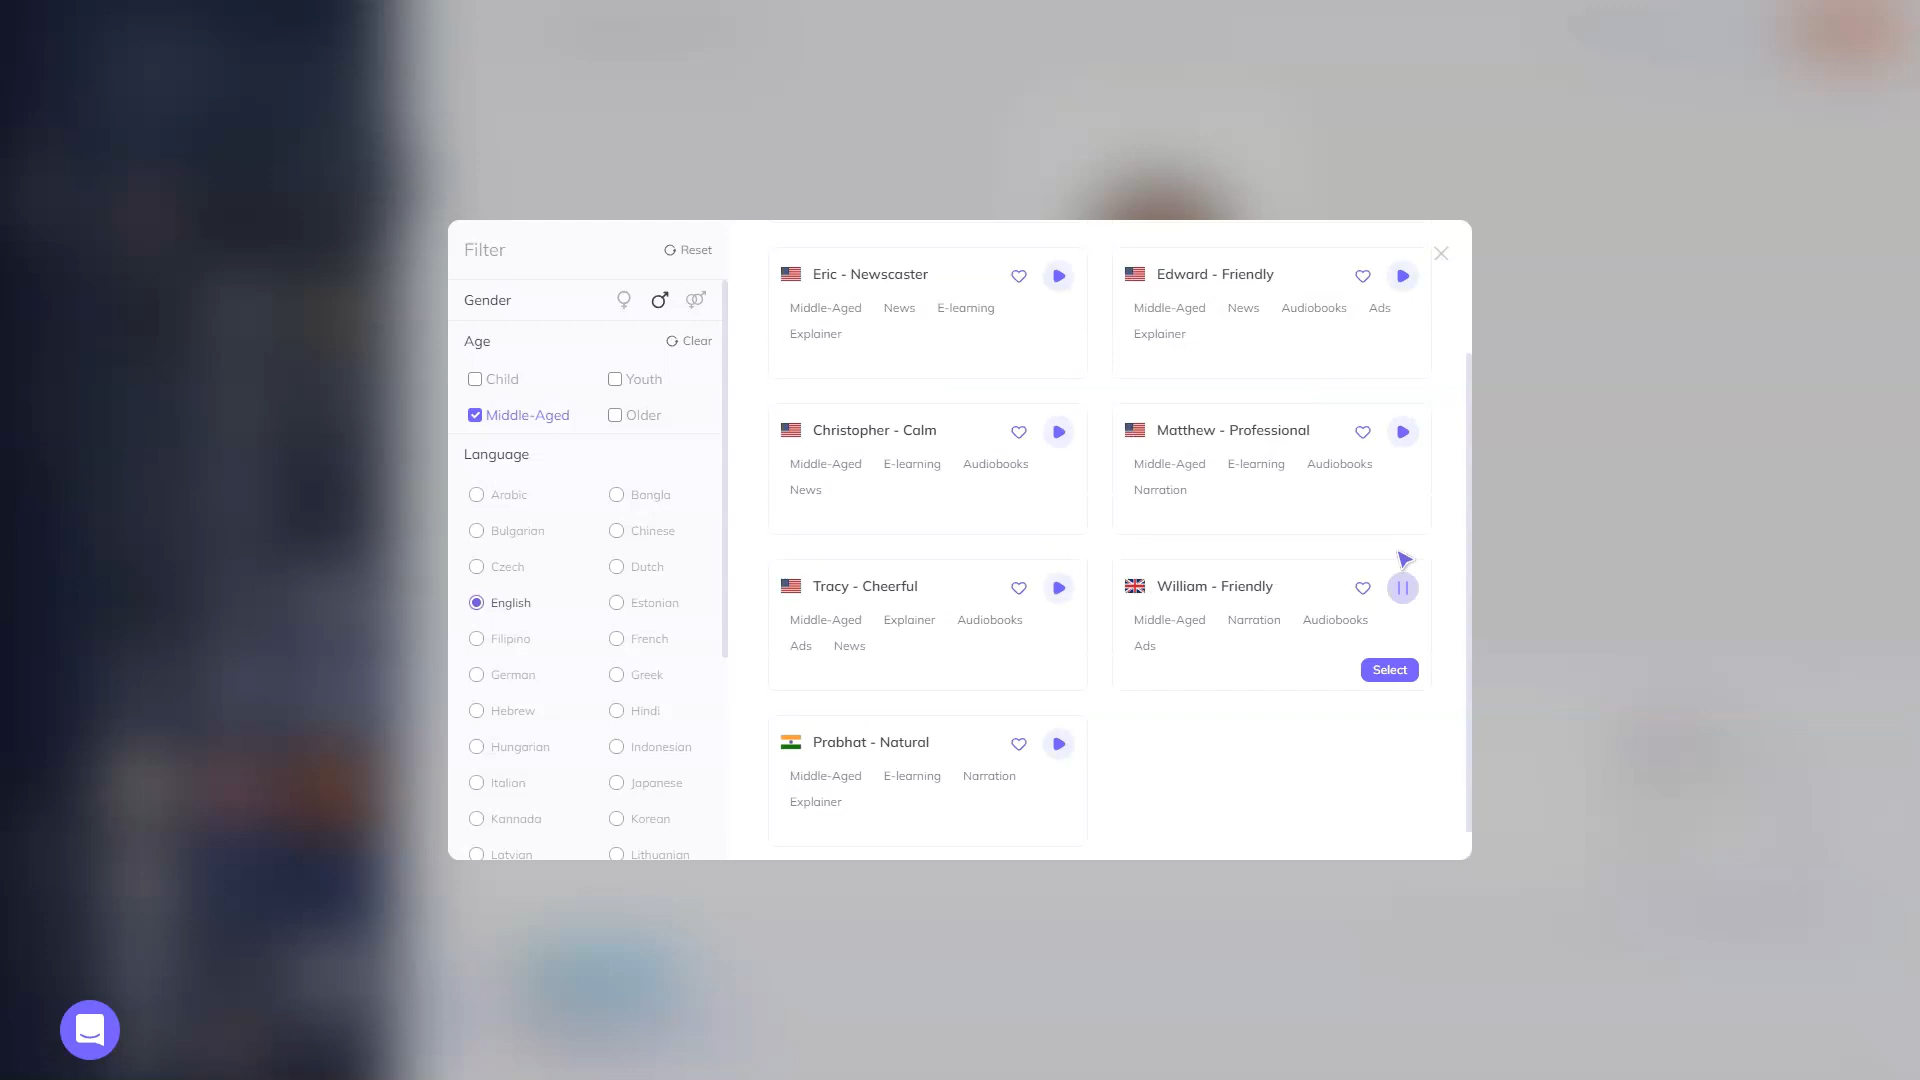 Filter
Reset
Gender
Age
Clear
Child
Youth
Middle-Aged
Older
Language
Arabic
Bangla
Bulgarian
Chinese
Czech
Dutch
English
Estonian
Filipino
French
German
Greek
Hebrew
Hindi
Hungarian
Indonesian
Italian
Japanese
Kannada
Korean
Latvian
Lithuanian
Eric - Newscaster
Middle-Aged News E-learning
Explainer
Edward - Friendly
Middle-Aged News Audiobooks Ads
Explainer
Christopher - Calm
Middle-Aged E-learning Audiobooks
News
Matthew - Professional
Middle-Aged E-learning Audiobooks
Narration
Tracy - Cheerful
Middle-Aged Explainer Audiobooks
Ads News
William - Friendly
Middle-Aged Narration Audiobooks
Ads
Select
Prabhat - Natural
Middle-Aged E-learning Narration
Explainer